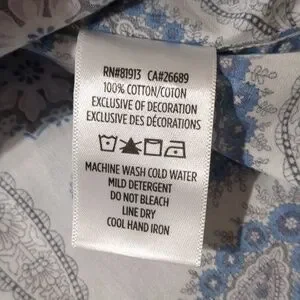 RN#81913 CA#26689
100% COTTON/COTON
EXCLUSIVE OF DECORATION
EXCLUSIVE DES DÉCORATIONS
MACHINE WASH COLD WATER
MILD DETERGENT
DO NOT BLEACH
LINE DRY
COOL HAND IRON